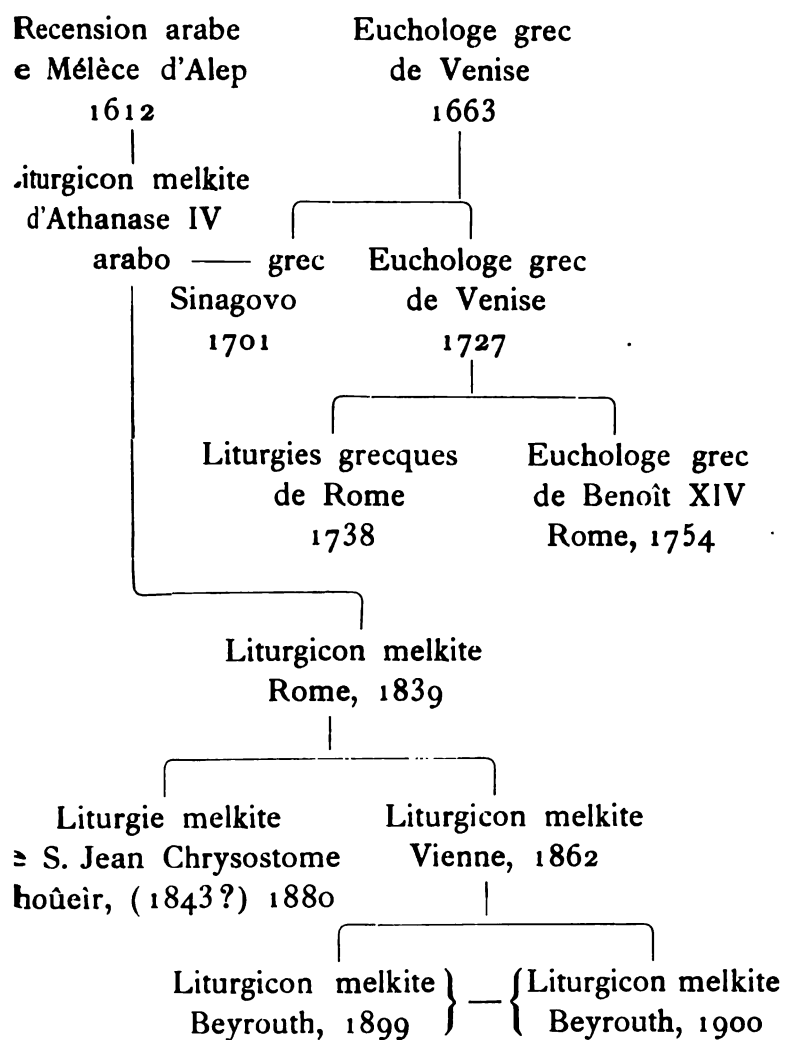 Recension arabe
e Mélèce d'Alep
1612
Euchologe grec
de Venise
1663
iturgicon melkite
d'Athanase IV
arabo — grec
Sinagovo
1701
Euchologe grec
de Venise
1727
Liturgies grecques
de Rome
1738
Euchologe grec
de Benoît XIV
Rome, 1754
Liturgicon melkite
Rome, 1839
Liturgie melkite
S. Jean Chrysostome
hoûeir, (1843?) 1880
Liturgicon melkite
Vienne, 1862
Liturgicon melkite
Beyrouth, 1899
} — {
Liturgicon melkite
Beyrouth, 1900